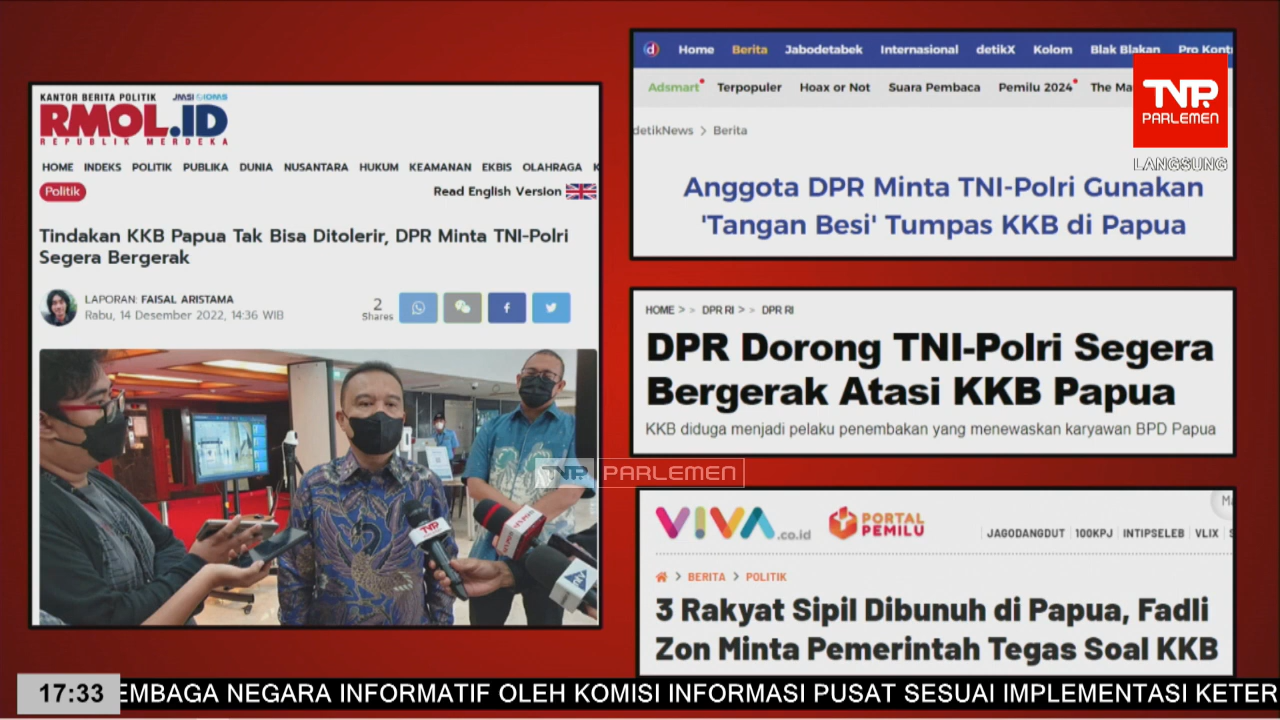 KANTOR BERITA POLITIK
RMOL.ID
REPUBLIK MERDEKA
HOME INDEKS POLITIK PUBLIKA DUNIA NUSANTARA HUKUM KEAMANAN EKBIS OLAHRAGA K
Politik
Read English Version
Tindakan KKB Papua Tak Bisa Ditolerir, DPR Minta TNI-Polri
Segera Bergerak
LAPORAN: FAISAL ARISTAMA
Rabu, 14 Desember 2022, 14:36 WIB
2
Shares
TVP
d Home Berita Jabodetabek Internasional detikX Kolom Blak Blakan Pro Kont
Adsmart Terpopuler Hoax or Not Suara Pembaca Pemilu 2024 The Ma
detikNews > Berita
Anggota DPR Minta TNI-Polri Gunakan
'Tangan Besi' Tumpas KKB di Papua
TVP.
PARLEMEN
LANGSUNG
HOME > > DPR RI > > DPR RI
DPR Dorong TNI-Polri Segera
Bergerak Atasi KKB Papua
KKB diduga menjadi pelaku penembakan yang menewaskan karyawan BPD Papua
TVP. PARLEMEN
VIVA.co.id PORTAL
PEMILU
JAGODANGDUT 100KPJ INTIPSELEB VLIX S
> BERITA > POLITIK
3 Rakyat Sipil Dibunuh di Papua, Fadli
Zon Minta Pemerintah Tegas Soal KKB
17:33 EMBAGA NEGARA INFORMATIF OLEH KOMISI INFORMASI PUSAT SESUAI IMPLEMENTASI KETER